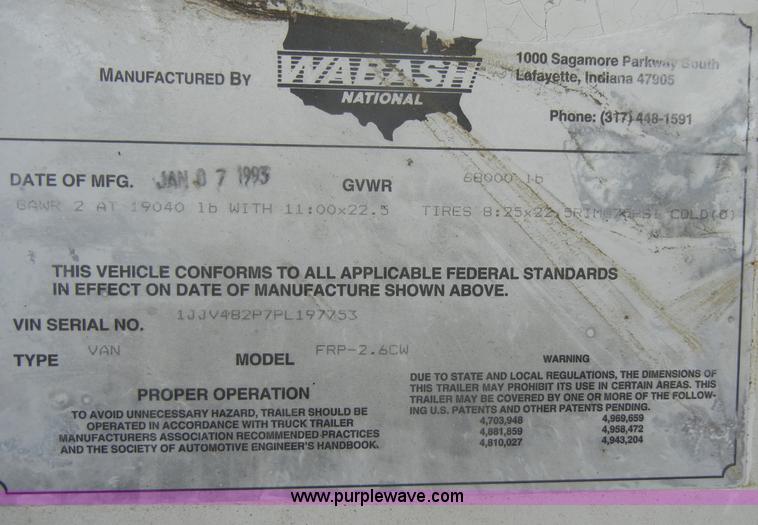 MANUFACTURED BY
WABASH
NATIONAL
1000 Sagamore Parkway South
Lafayette, Indiana 47905
Phone: (317) 448-1591
DATE OF MFG. JAN 07 1993 GVWR 68000 lb
GAWR 2 AT 19040 lb WITH 11:00x22.5 TIRES 8:25x22.5RIM@75PSI COLD(D)
THIS VEHICLE CONFORMS TO ALL APPLICABLE FEDERAL STANDARDS
IN EFFECT ON DATE OF MANUFACTURE SHOWN ABOVE.
VIN SERIAL NO. 1JJV482P7PL197753
TYPE VAN MODEL FRP-2.6CW
PROPER OPERATION
TO AVOID UNNECESSARY HAZARD, TRAILER SHOULD BE
OPERATED IN ACCORDANCE WITH TRUCK TRAILER
MANUFACTURERS ASSOCIATION RECOMMENDED PRACTICES
AND THE SOCIETY OF AUTOMOTIVE ENGINEER'S HANDBOOK.
WARNING
DUE TO STATE AND LOCAL REGULATIONS, THE DIMENSIONS OF
THIS TRAILER MAY PROHIBIT ITS USE IN CERTAIN AREAS. THIS
TRAILER MAY BE COVERED BY ONE OR MORE OF THE FOLLOW-
ING U.S. PATENTS AND OTHER PATENTS PENDING.
4,703,948 4,969,659
4,881,859 4,958,472
4,810,027 4,943,204
www.purplewave.com